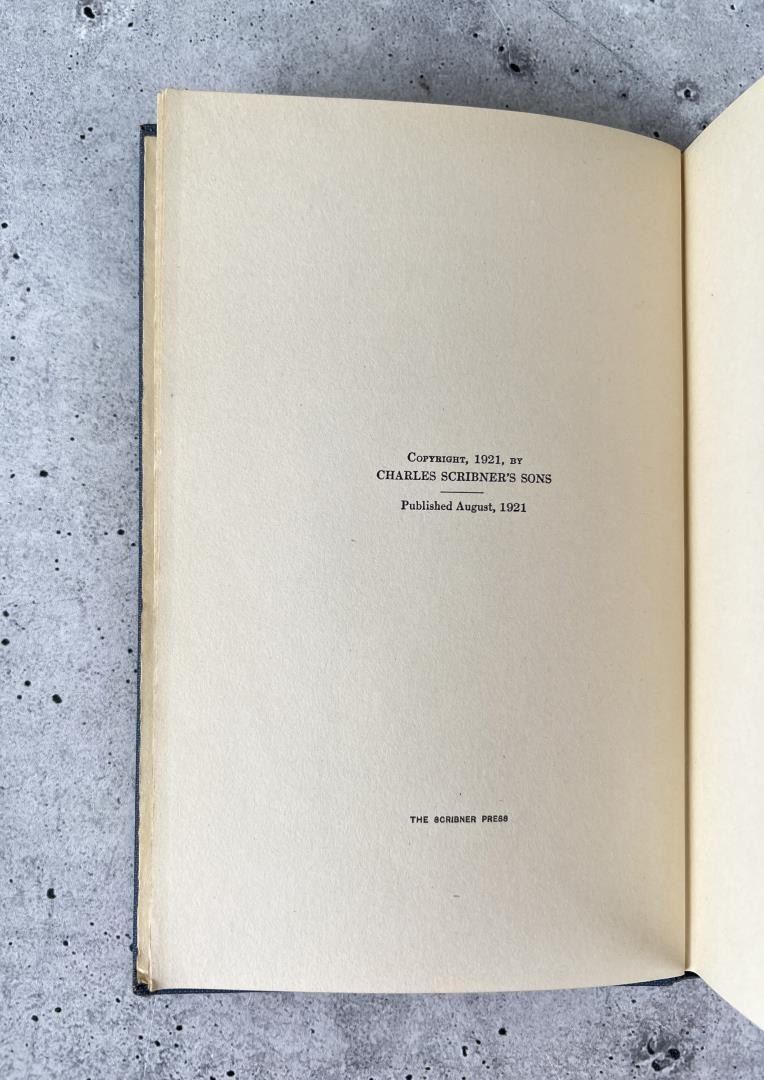 Copyright, 1921, by
CHARLES SCRIBNER'S SONS
Published August, 1921
THE SCRIBNER PRESS